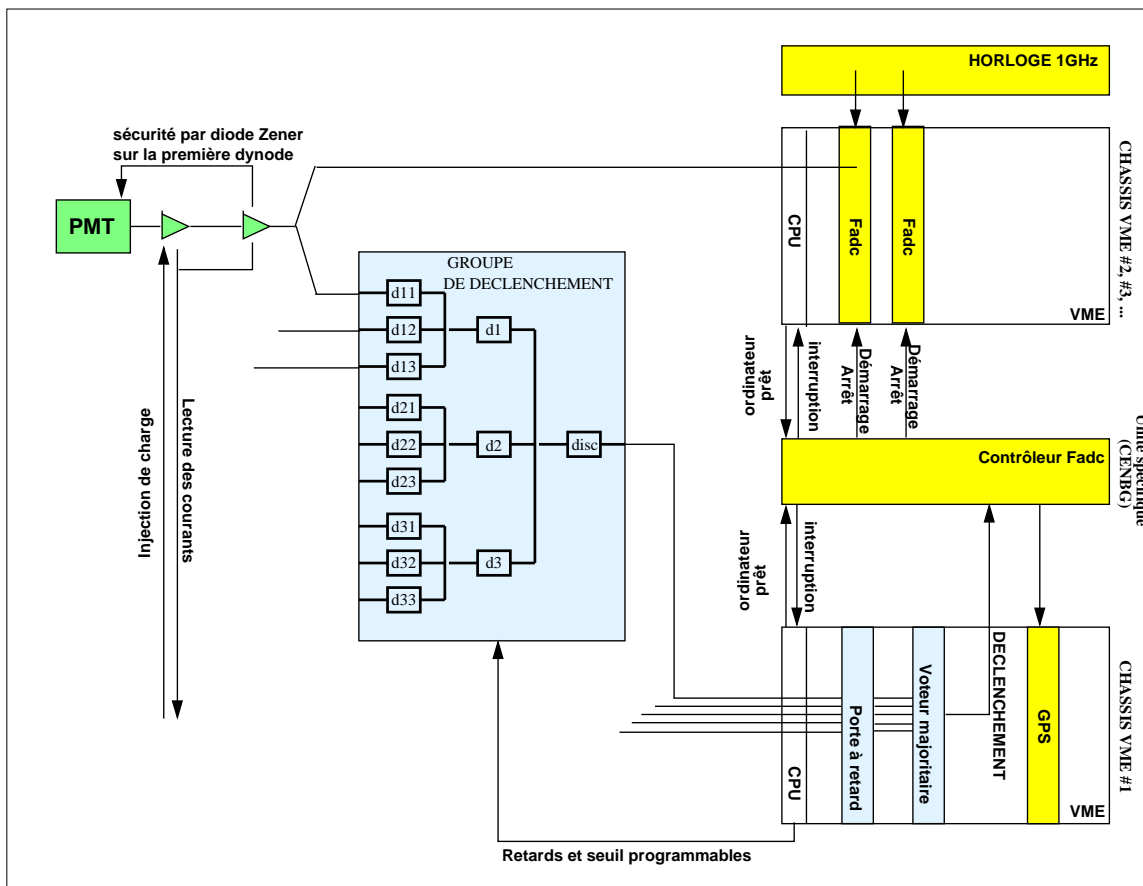 HORLOGE 1GHz
sécurité par diode Zener
sur la première dynode
PMT
CPU
Fadc
Fadc
VME
CHASSIS VME #2, #3, ...
GROUPE
DE DECLENCHEMENT
d11
d12
d13
d1
d21
d22
d23
d2
disc
d31
d32
d33
d3
Injection de charge
Lecture des courants
ordinateur
prêt
interruption
Démarrage
Arrêt
Démarrage
Arrêt
Contrôleur Fadc
Unité spécifique
(CENBG)
ordinateur
prêt
interruption
CPU
Porte à retard
Voteur majoritaire
DECLENCHEMENT
GPS
VME
CHASSIS VME #1
Retards et seuil programmables